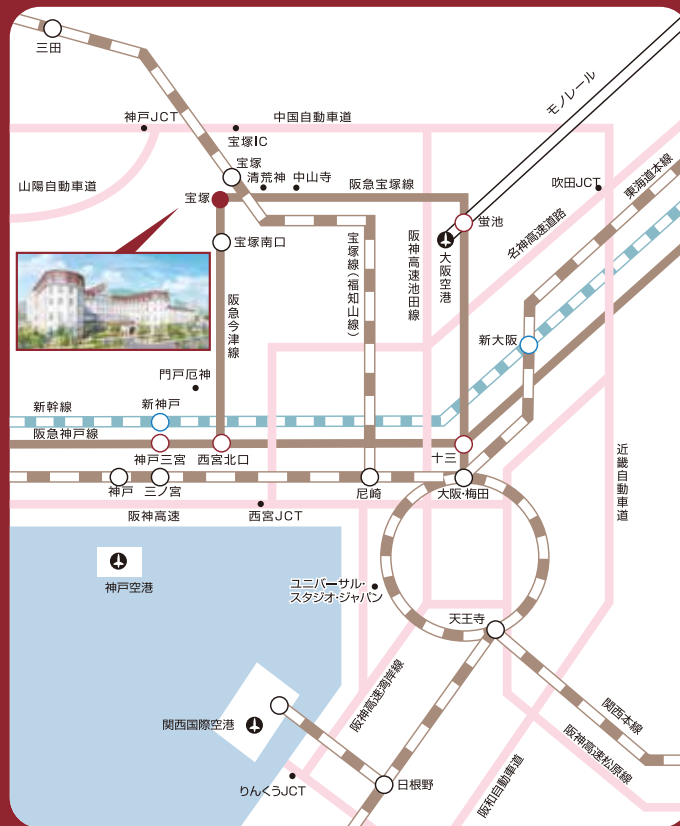 三田
モノレール
神戸JCT
中国自動車道
宝塚IC
宝塚
清荒神
中山寺
阪急宝塚線
吹田JCT
東海道本線
山陽自動車道
宝塚
蛍池
宝塚南口
宝塚線(福知山線)
阪神高速池田線
大阪空港
名神高速道路
阪急今津線
新大阪
門戸厄神
新幹線
新神戸
阪急神戸線
神戸三宮
西宮北口
十三
近畿自動車道
神戸
三ノ宮
尼崎
大阪・梅田
阪神高速
西宮JCT
神戸空港
ユニバーサル・
スタジオ・ジャパン
天王寺
阪神高速湾岸線
関西本線
関西国際空港
阪神高速松原線
りんくうJCT
日根野
阪和自動車道